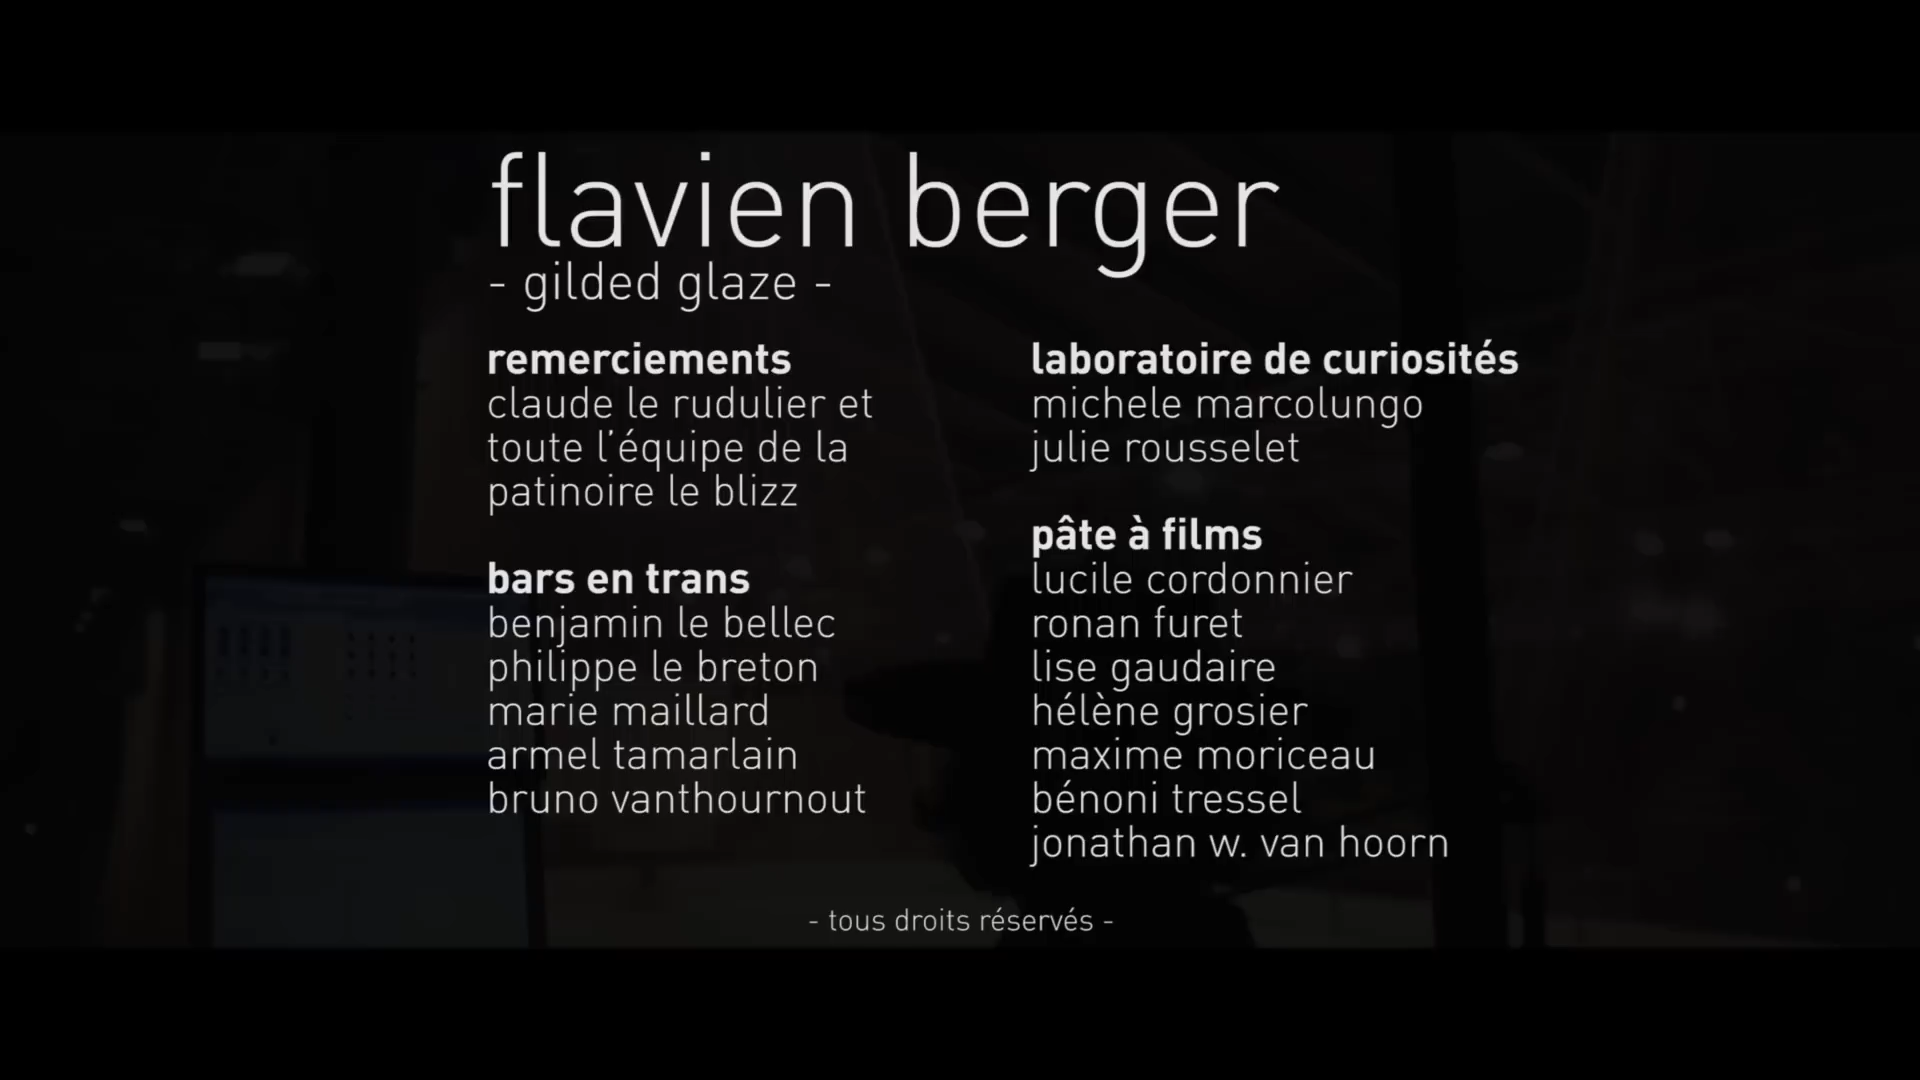 flavien berger
- gilded glaze -
remerciements
claude le rudulier et
toute l'équipe de la
patinoire le blizz
bars en trans
benjamin le bellec
philippe le breton
marie maillard
armel tamarlain
bruno vanthournout
laboratoire de curiosités
michele marcolungo
julie rousselet
pâte à films
lucile cordonnier
ronan furet
lise gaudaire
hélène grosier
maxime moriceau
bénoni tressel
jonathan w. van hoorn
- tous droits réservés -